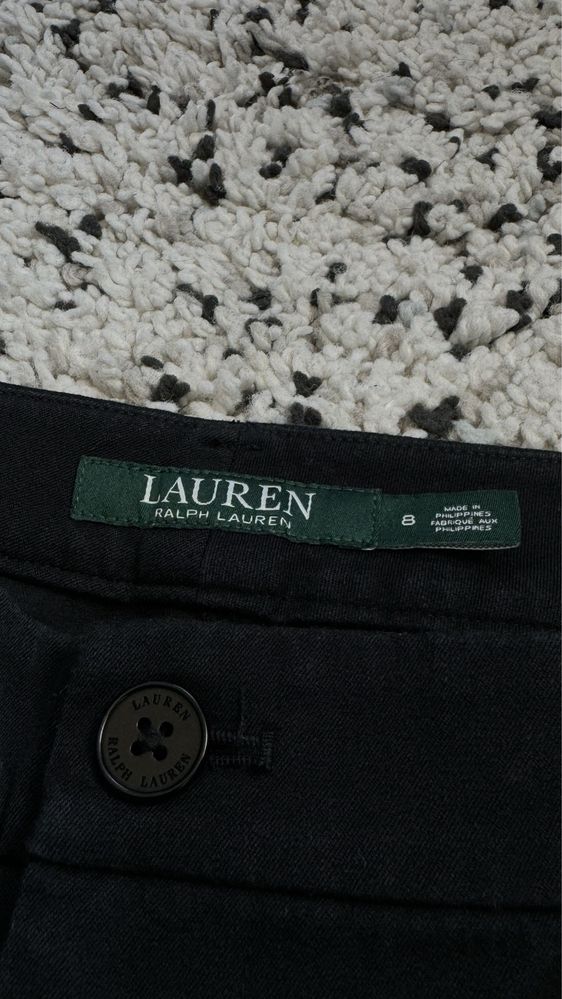 LAUREN
RALPH LAUREN
8
MADE IN
PHILIPPINES
FABRIQUÉ AUX
PHILIPPINES
LAUREN
RALPH LAUREN